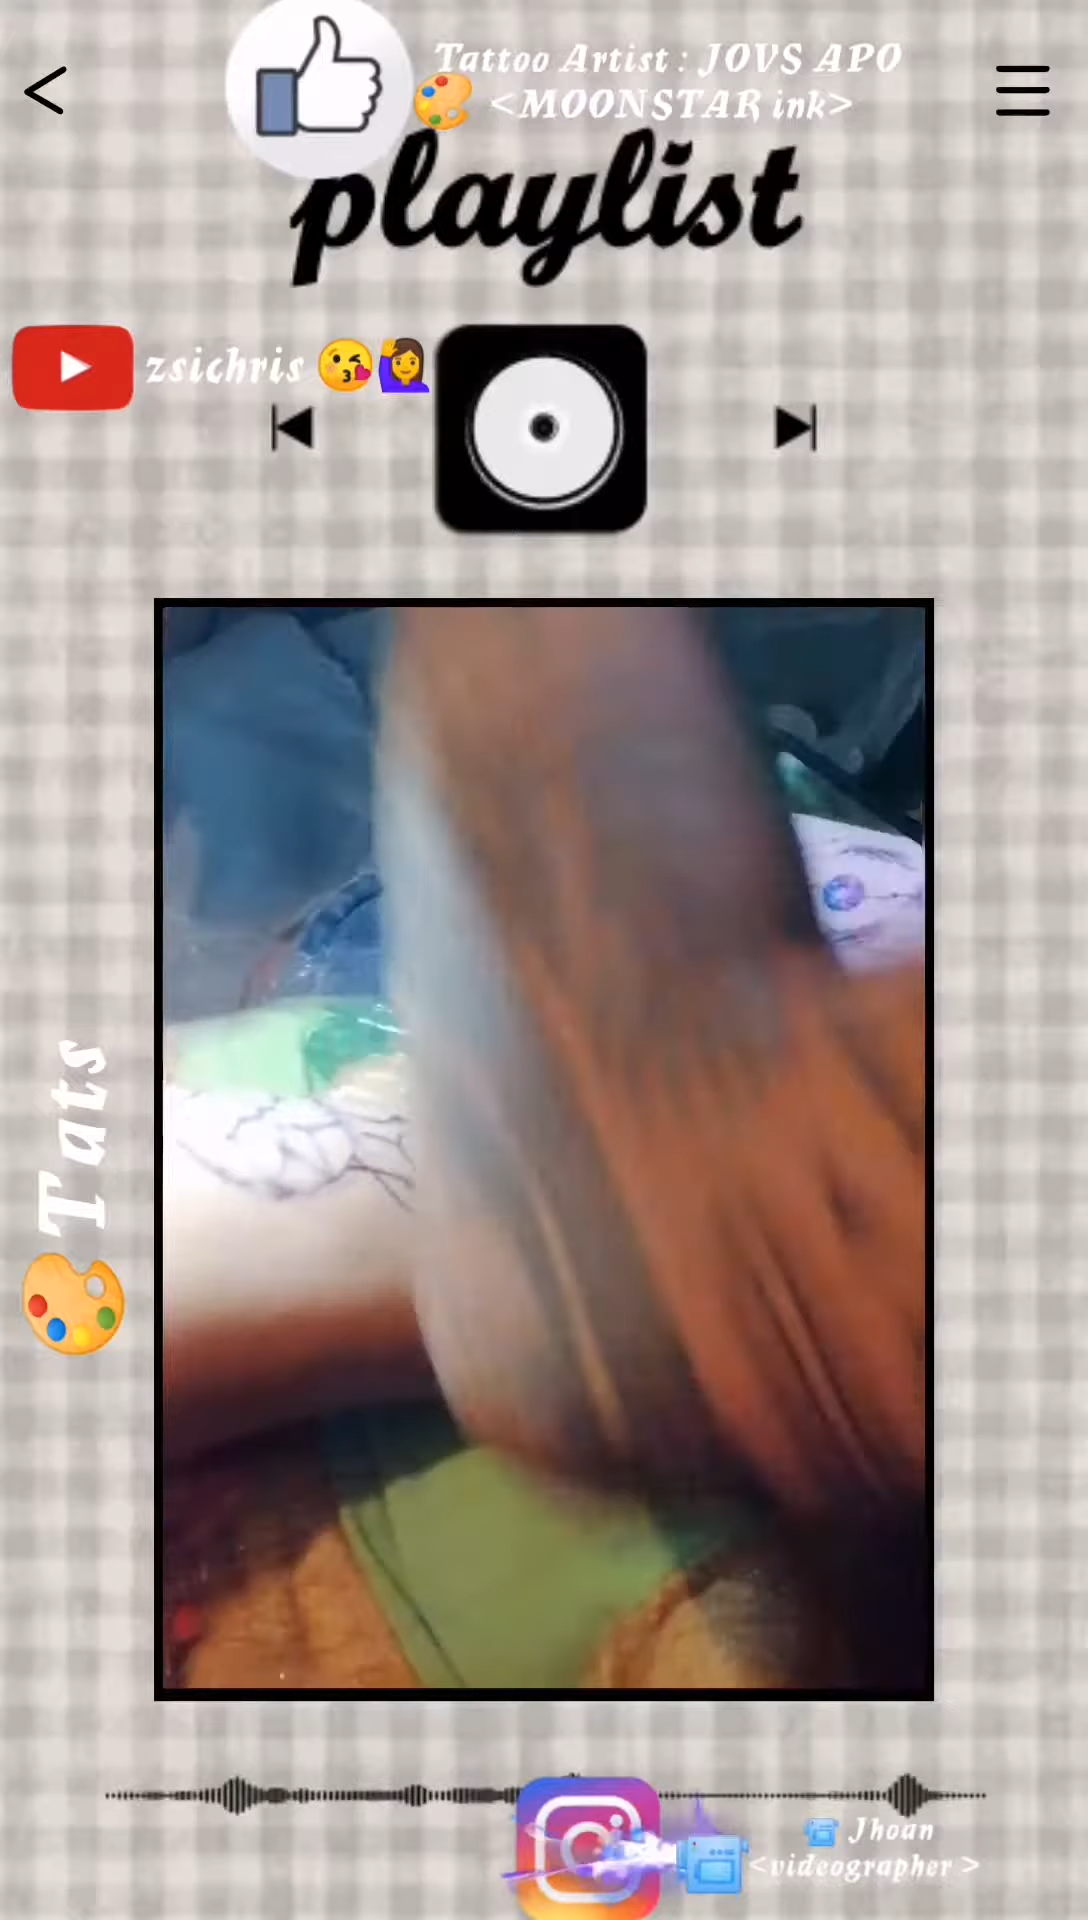 Tattoo Artist : JOVS APO
<MOONSTAR ink>
playlist
zsichris
Tats
Jhoan
<videographer >